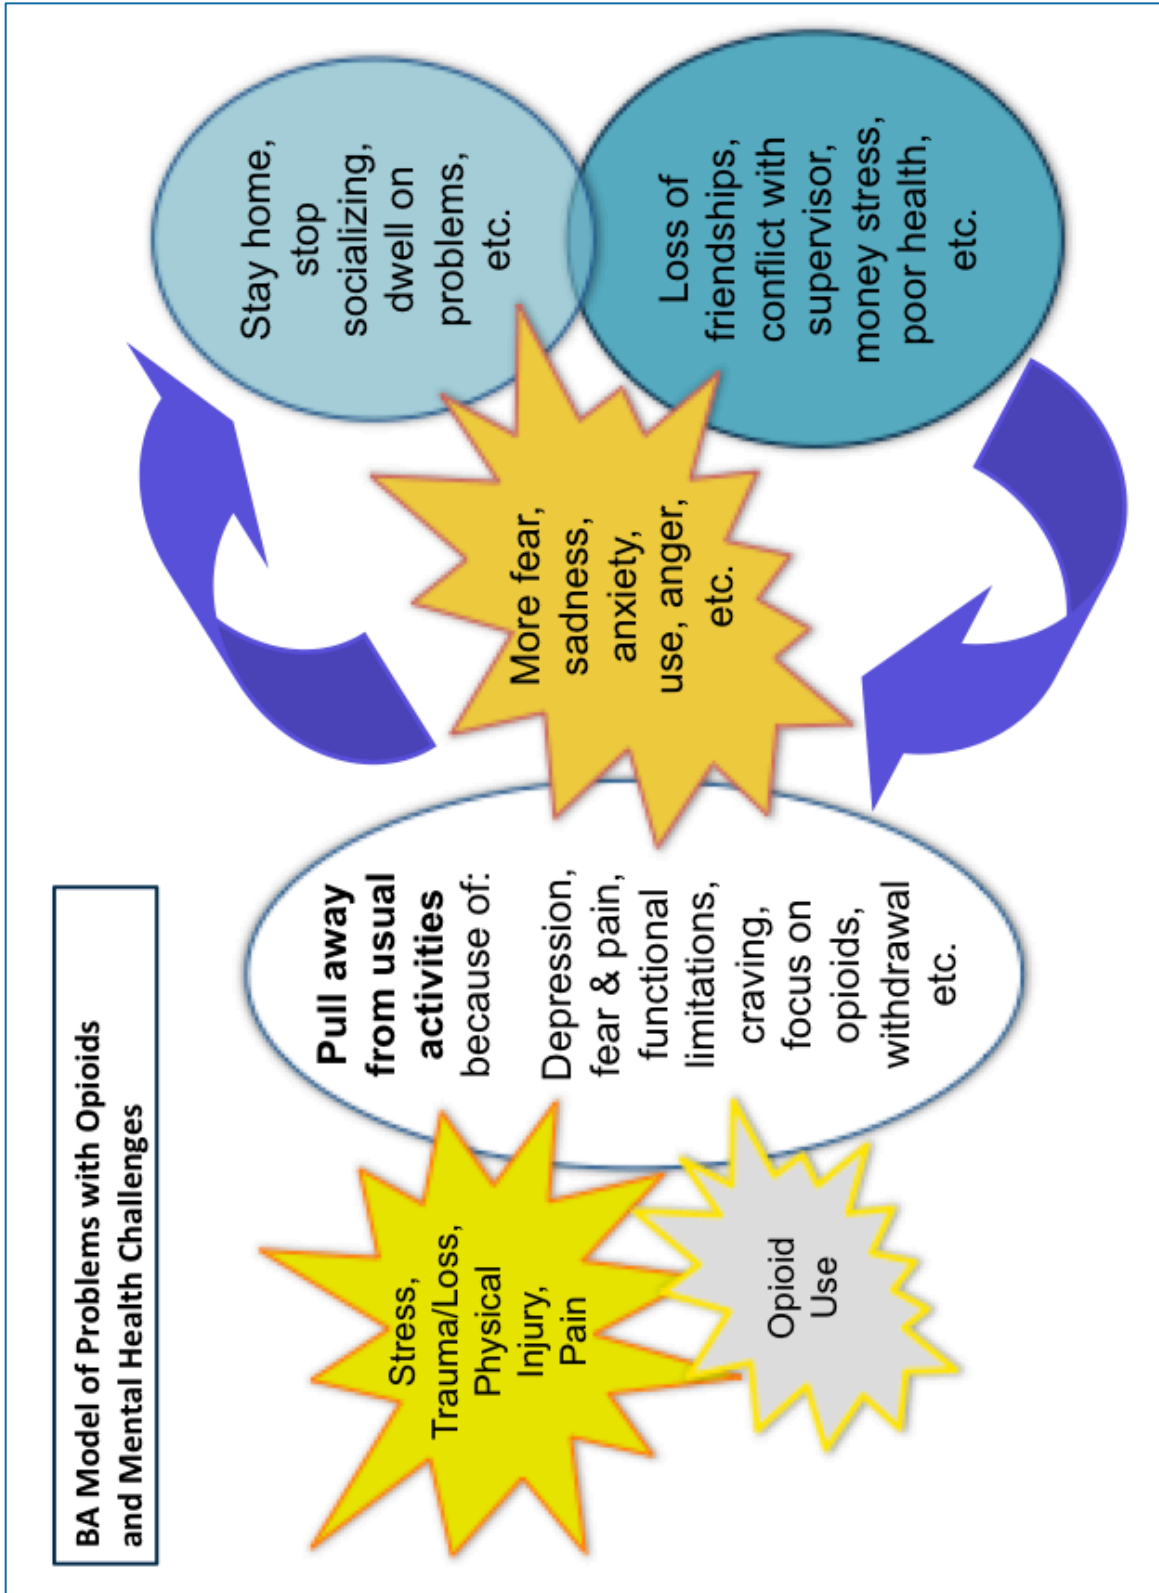 BA Model of Problems with Opioids
and Mental Health Challenges
Stress,
Trauma/Loss,
Physical
Injury,
Pain
Opioid
Use
Pull away
from usual
activities
because of:
Depression,
fear & pain,
functional
limitations,
craving,
focus on
opioids,
withdrawal
etc.
More fear,
sadness,
anxiety,
use, anger,
etc.
Stay home,
stop
socializing,
dwell on
problems,
etc.
Loss of
friendships,
conflict with
supervisor,
money stress,
poor health,
etc.